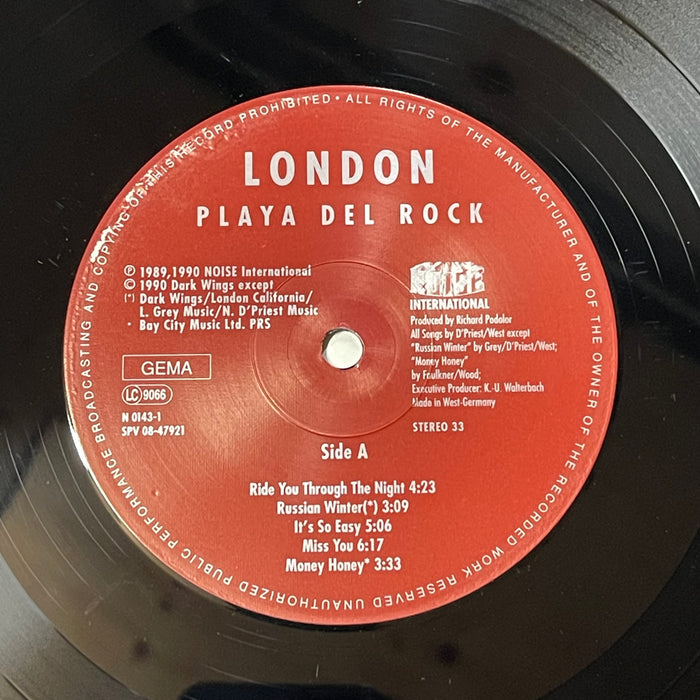 UNAUTHORIZED PUBLIC PERFORMANCE BROADCASTING AND COPYING OF THIS RECORD PROHIBITED • ALL RIGHTS OF THE MANUFACTURER AND OF THE OWNER OF THE RECORDED WORK RESERVED
LONDON
PLAYA DEL ROCK
Ⓟ 1989,1990 NOISE International
© 1990 Dark Wings except
(*) Dark Wings/London California/
L. Grey Music/N. D'Priest Music
* Bay City Music Ltd. PRS
GEMA
LC 9066
N 0143-1
SPV 08-47921
NOISE
INTERNATIONAL
Produced by Richard Podolor
All Songs by D'Priest/West except
"Russian Winter" by Grey/D'Priest/West;
"Money Honey"
by Faulkner/Wood;
Executive Producer: K.-U. Walterbach
Made in West-Germany
STEREO 33
Side A
Ride You Through The Night 4:23
Russian Winter(*) 3:09
It's So Easy 5:06
Miss You 6:17
Money Honey* 3:33